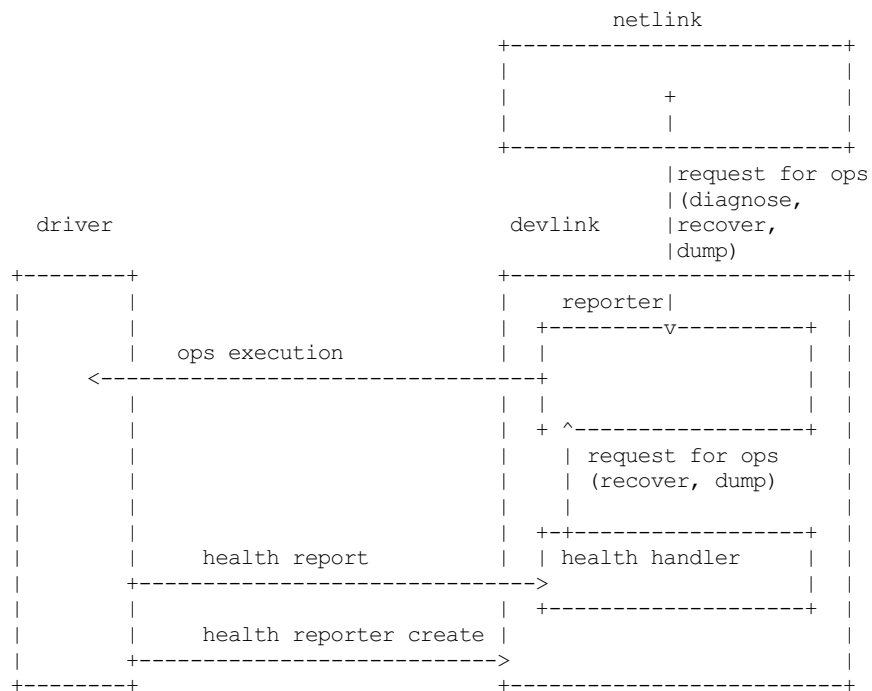 netlink
request for ops
(diagnose,
driver
devlink
recover,
dump)
reporter
ops execution
request for ops
(recover, dump)
health report
health handler
health reporter create